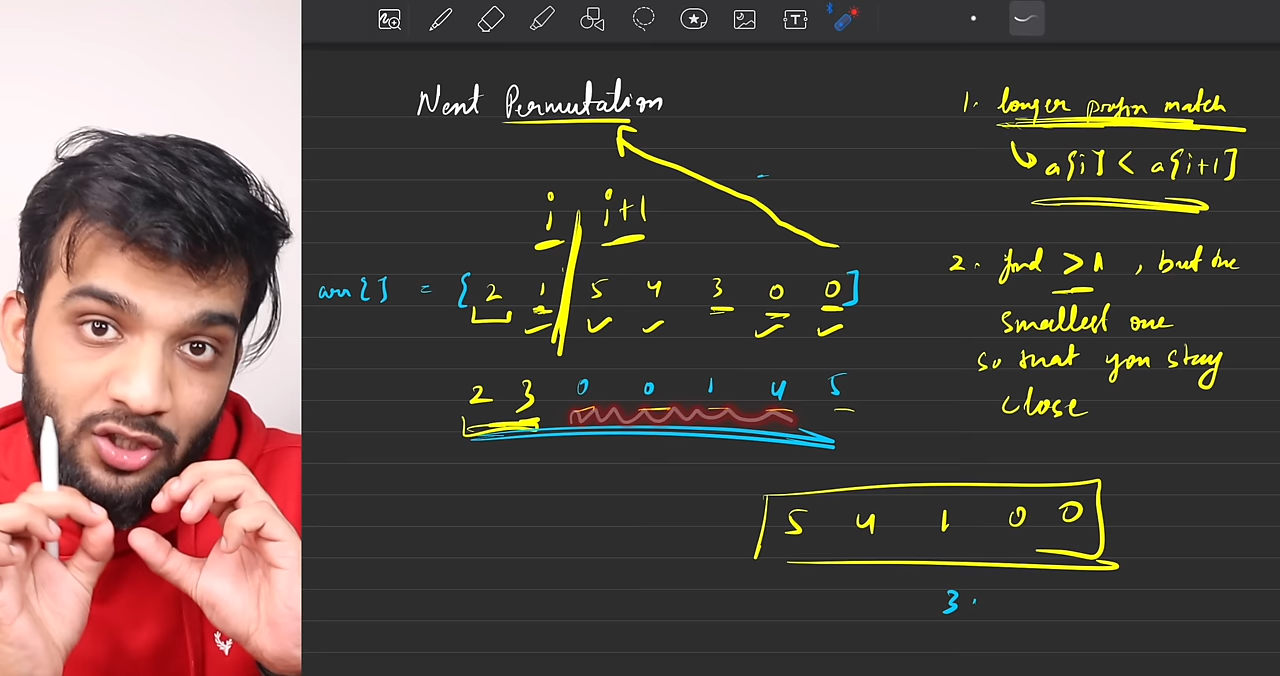 Next Permutation
1. longer prefix match
a[i] < a[i+1]
i i+1
arr[] = { 2 1 5 4 3 0 0 ]
2. find > 1, but the
smallest one
so that you stay
close
2 3 0 0 1 4 5
5 4 1 0 0
3.